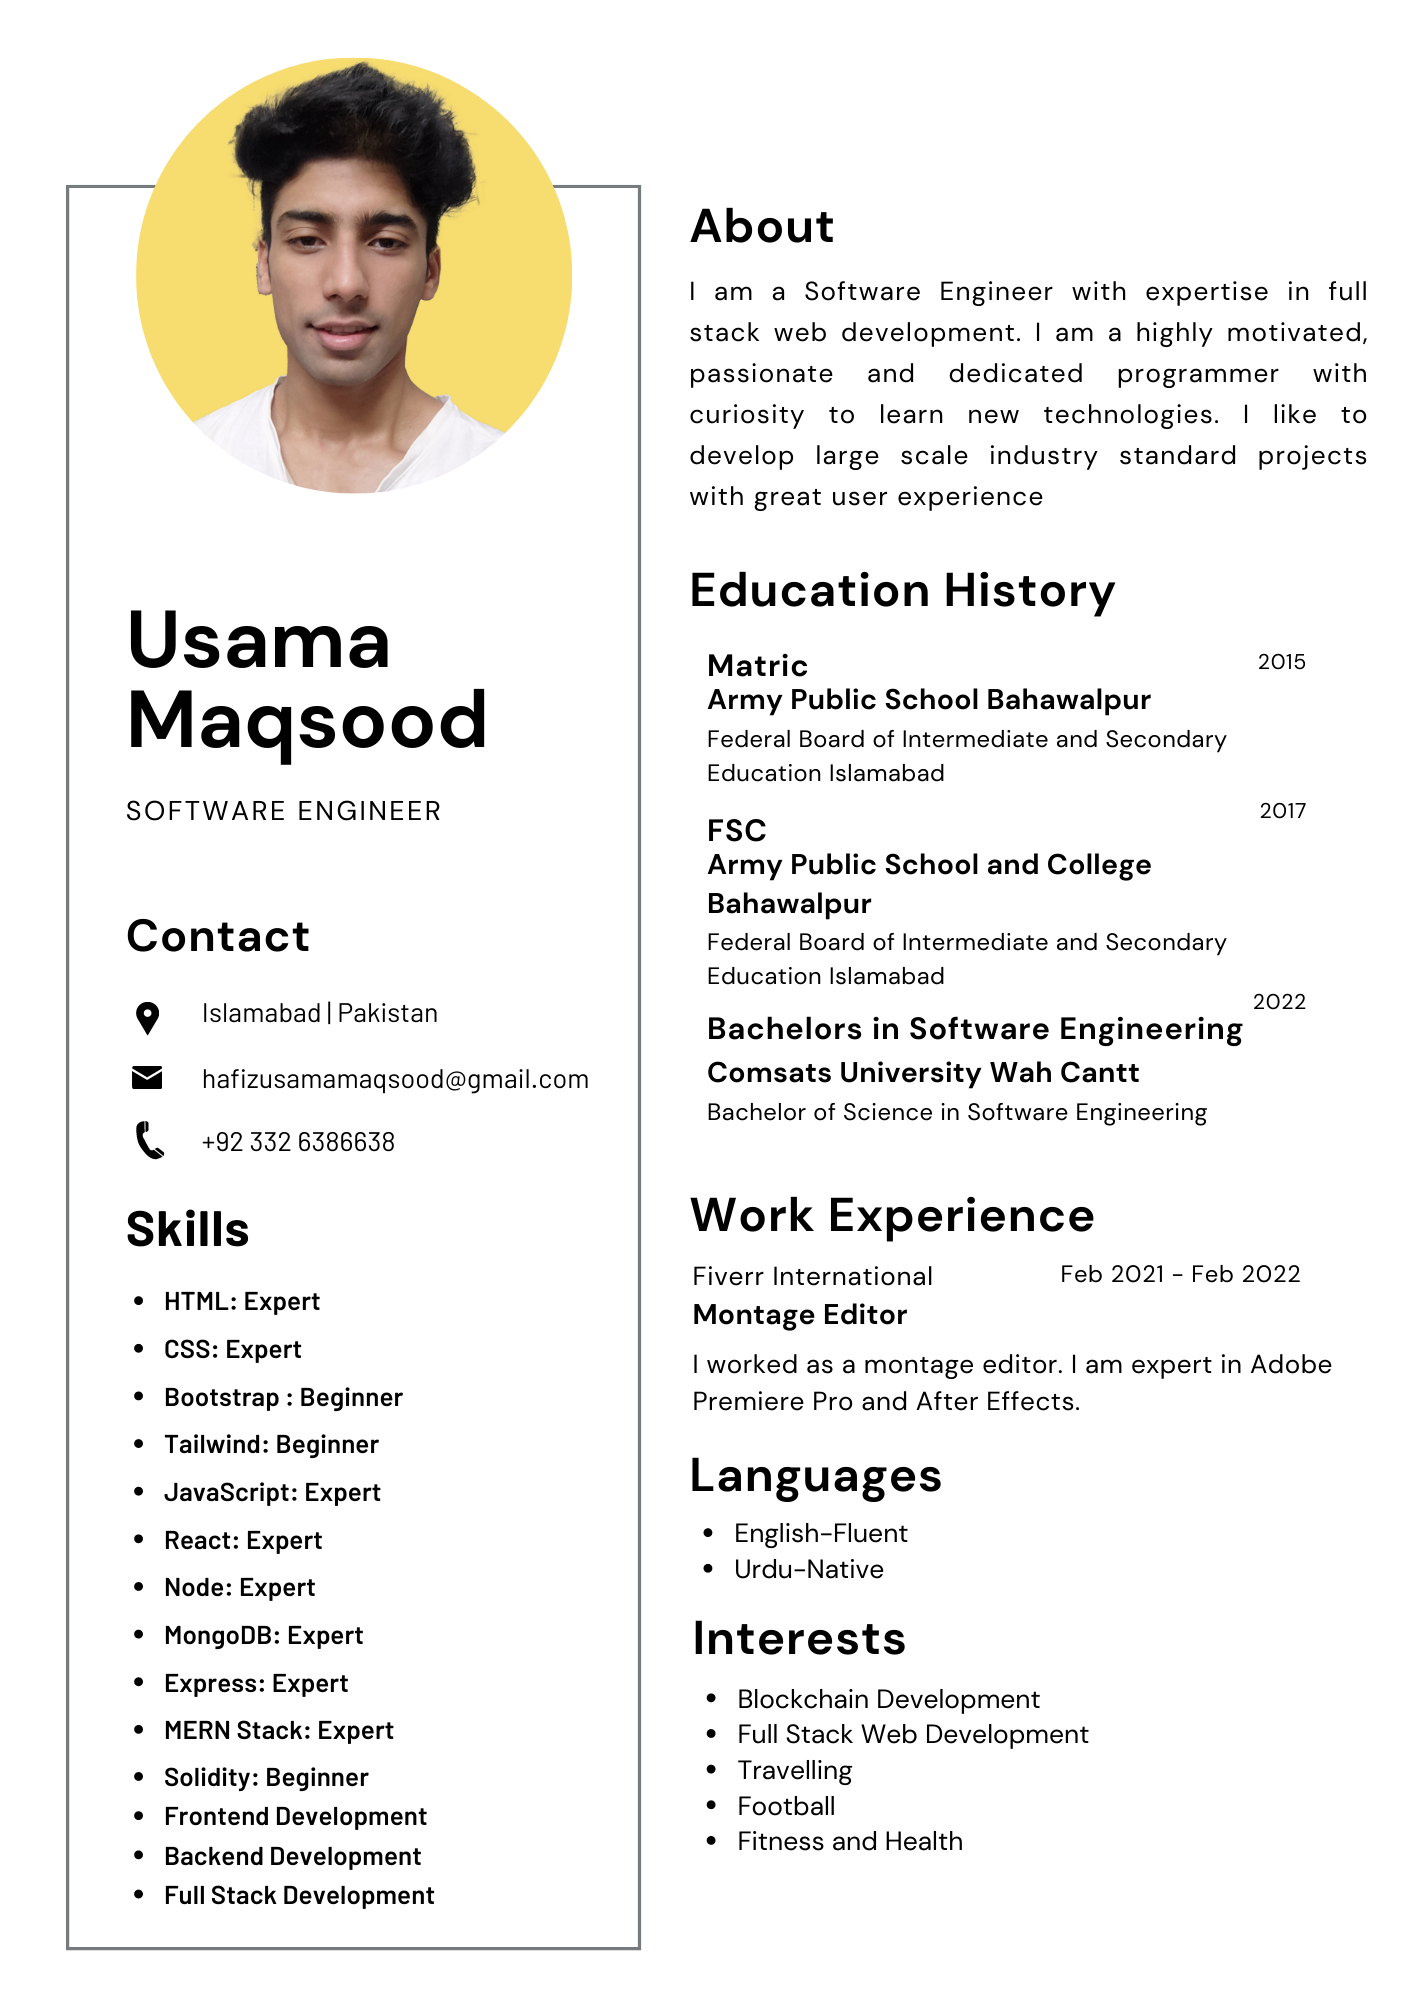 Usama
Maqsood
SOFTWARE ENGINEER
Contact
Islamabad | Pakistan
hafizusamamaqsood@gmail.com
+92 332 6386638
Skills
HTML: Expert
CSS: Expert
Bootstrap : Beginner
Tailwind: Beginner
JavaScript: Expert
React: Expert
Node: Expert
MongoDB: Expert
Express: Expert
MERN Stack: Expert
Solidity: Beginner
Frontend Development
Backend Development
Full Stack Development
About
I am a Software Engineer with expertise in full
stack web development. I am a highly motivated,
passionate and dedicated programmer with
curiosity to learn new technologies. I like to
develop large scale industry standard projects
with great user experience
Education History
Matric 2015
Army Public School Bahawalpur
Federal Board of Intermediate and Secondary
Education Islamabad
2017
FSC
Army Public School and College
Bahawalpur
Federal Board of Intermediate and Secondary
Education Islamabad
2022
Bachelors in Software Engineering
Comsats University Wah Cantt
Bachelor of Science in Software Engineering
Work Experience
Fiverr International Feb 2021 - Feb 2022
Montage Editor
I worked as a montage editor. I am expert in Adobe
Premiere Pro and After Effects.
Languages
English-Fluent
Urdu-Native
Interests
Blockchain Development
Full Stack Web Development
Travelling
Football
Fitness and Health